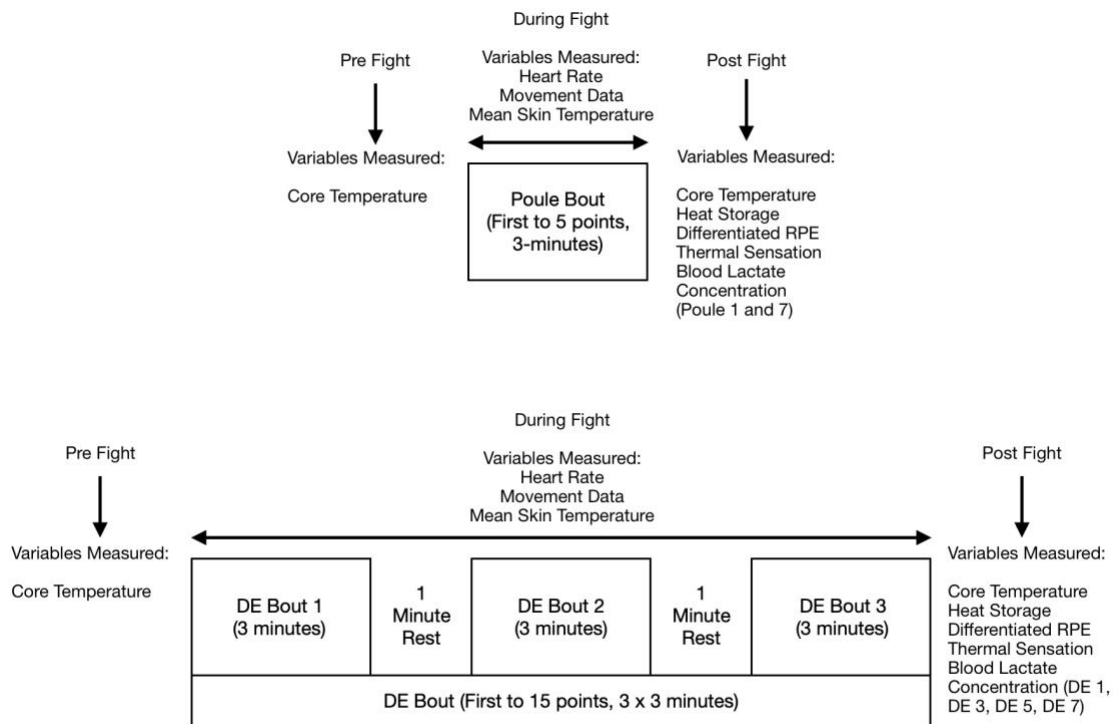 During Fight
Pre Fight
Variables Measured:
Heart Rate
Movement Data
Mean Skin Temperature
Post Fight
Variables Measured:
Core Temperature
Poule Bout
(First to 5 points,
3-minutes)
Variables Measured:
Core Temperature
Heat Storage
Differentiated RPE
Thermal Sensation
Blood Lactate
Concentration
(Poule 1 and 7)
During Fight
Pre Fight
Variables Measured:
Heart Rate
Movement Data
Mean Skin Temperature
Post Fight
Variables Measured:
Core Temperature
DE Bout 1
(3 minutes)
1
Minute
Rest
DE Bout 2
(3 minutes)
1
Minute
Rest
DE Bout 3
(3 minutes)
DE Bout (First to 15 points, 3 x 3 minutes)
Variables Measured:
Core Temperature
Heat Storage
Differentiated RPE
Thermal Sensation
Blood Lactate
Concentration (DE 1,
DE 3, DE 5, DE 7)